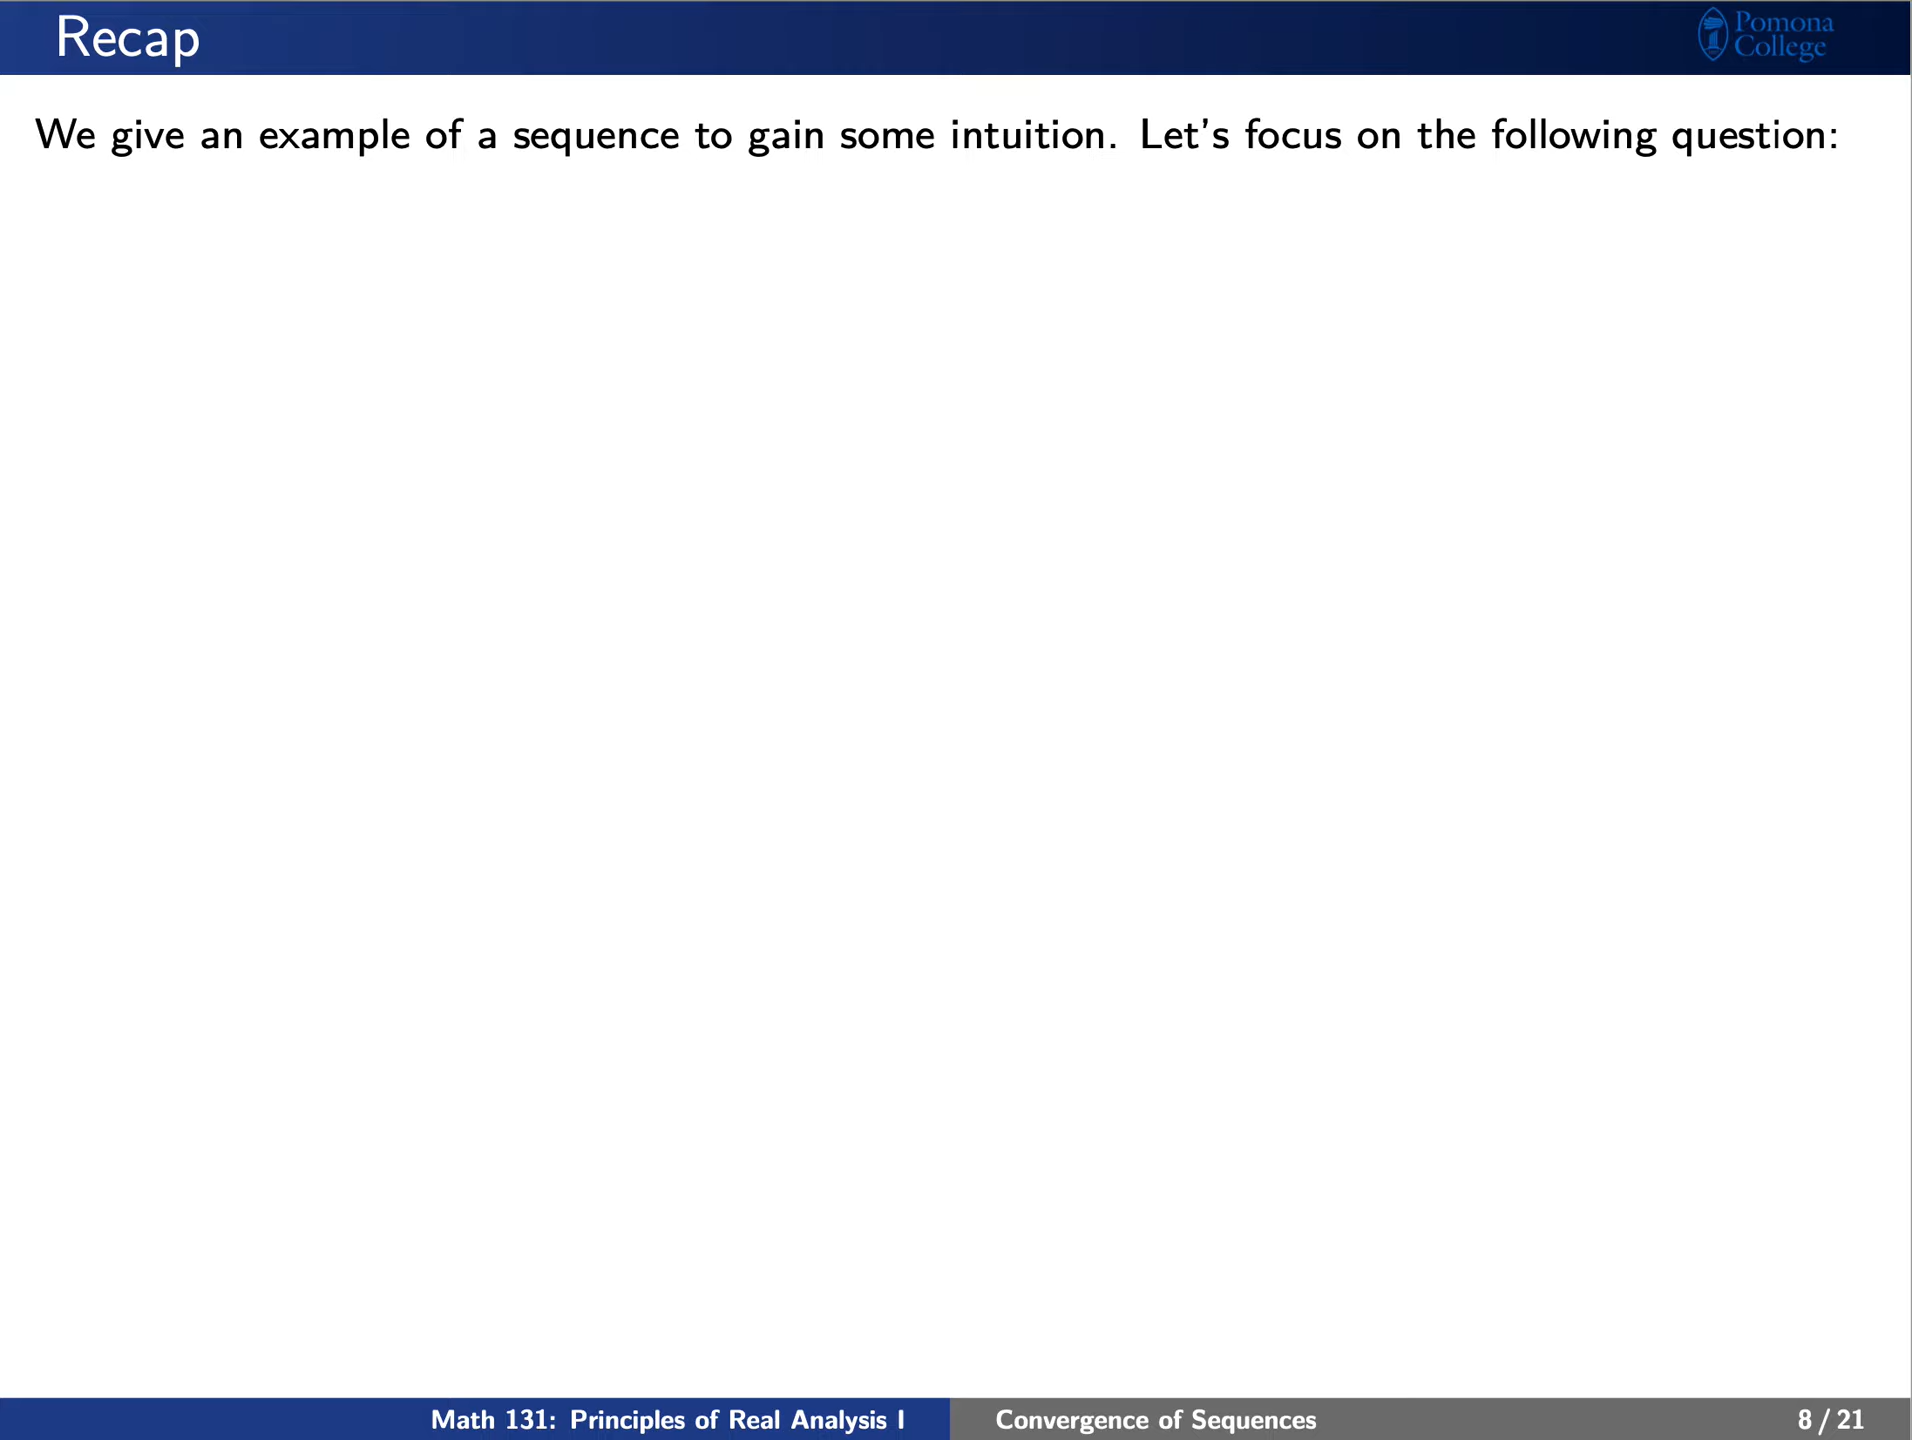 Recap
Pomona
College
We give an example of a sequence to gain some intuition. Let's focus on the following question:
Math 131: Principles of Real Analysis I
Convergence of Sequences
8 / 21